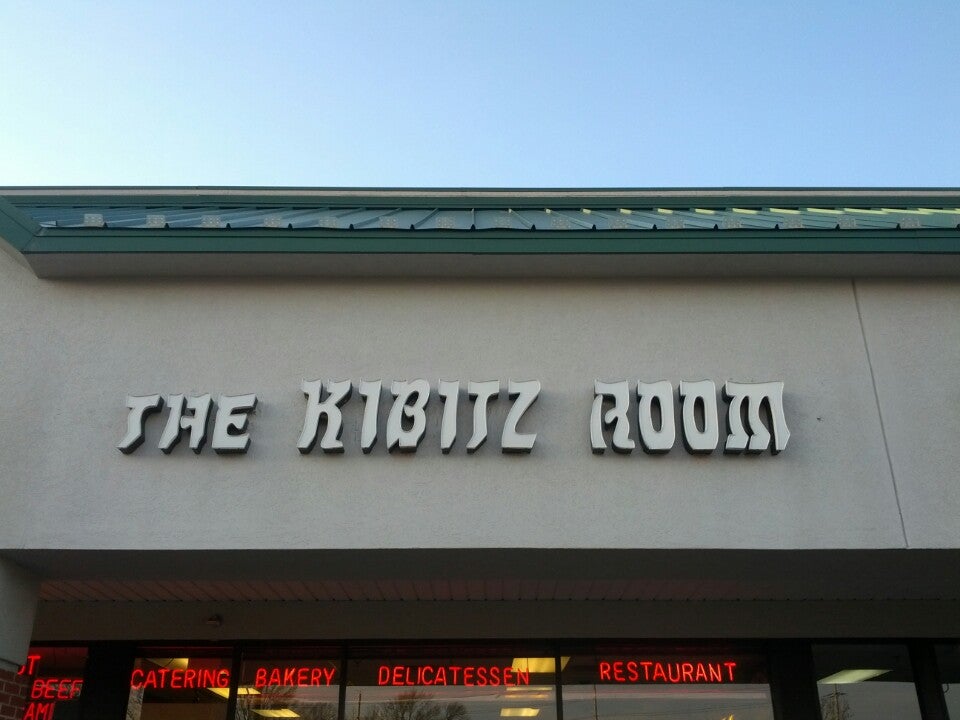 THE KIBITZ ROOM
CATERING BAKERY DELICATESSEN RESTAURANT
BEEF